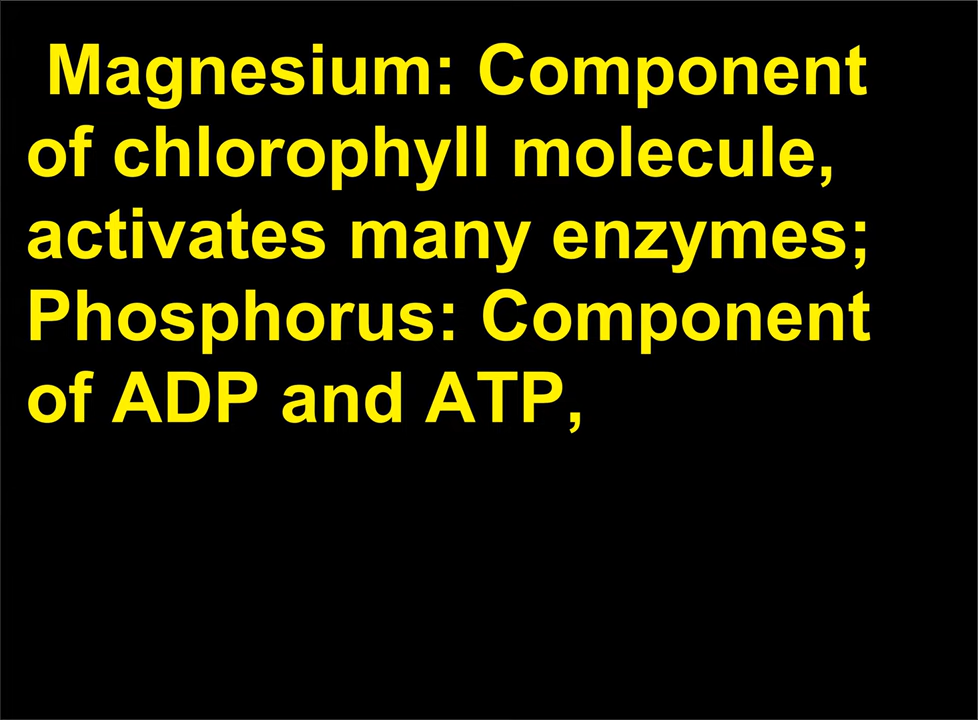 Magnesium: Component
of chlorophyll molecule,
activates many enzymes;
Phosphorus: Component
of ADP and ATP,